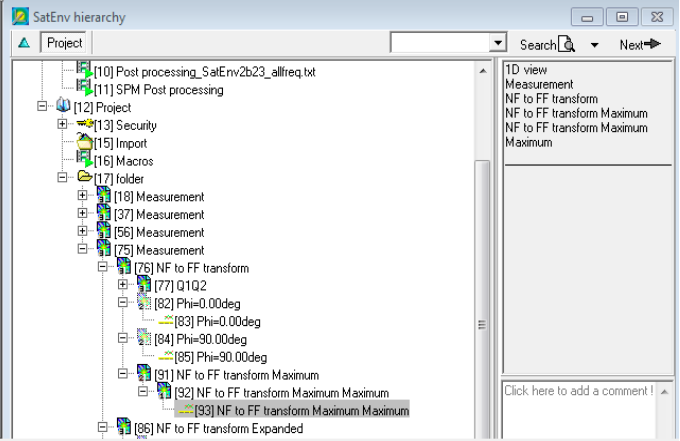 SatEnv hierarchy
Project
Search
Next
[10] Post processing_SatEnv2b23_allfreq.txt
[11] SPM Post processing
[12] Project
[13] Security
[15] Import
[16] Macros
[17] folder
[18] Measurement
[37] Measurement
[56] Measurement
[75] Measurement
[76] NF to FF transform
[77] Q1Q2
[82] Phi=0.00deg
[83] Phi=0.00deg
[84] Phi=90.00deg
[85] Phi=90.00deg
[91] NF to FF transform Maximum
[92] NF to FF transform Maximum Maximum
[93] NF to FF transform Maximum Maximum
[86] NF to FF transform Expanded
1D view
Measurement
NF to FF transform
NF to FF transform Maximum
NF to FF transform Maximum
Maximum
Click here to add a comment !